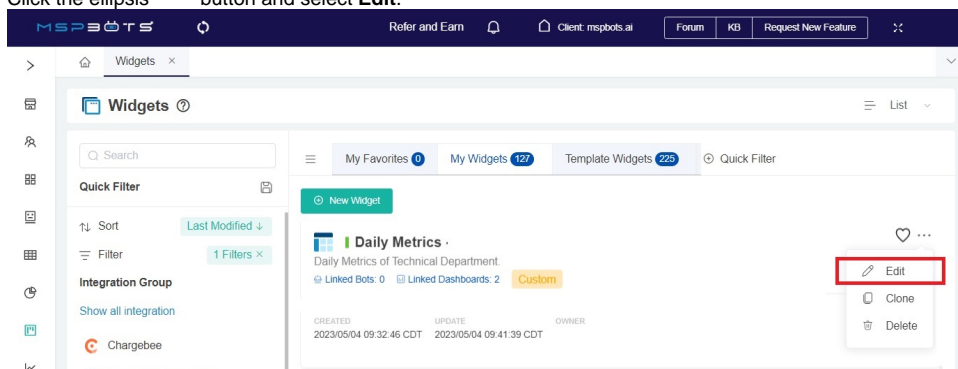 Click the ellipsis button and select Edit.
MSPBOTS Refer and Earn Client: mspbots.ai Forum KB Request New Feature
Widgets ×
Widgets List
Search
My Favorites 0 My Widgets 127 Template Widgets 225 Quick Filter
Quick Filter
New Widget
Sort Last Modified ↓
Filter 1 Filters ×
Daily Metrics ·
Daily Metrics of Technical Department.
Linked Bots: 0 Linked Dashboards: 2 Custom
Edit
Clone
Delete
Integration Group
Show all integration
CREATED UPDATE OWNER
2023/05/04 09:32:46 CDT 2023/05/04 09:41:39 CDT
Chargebee